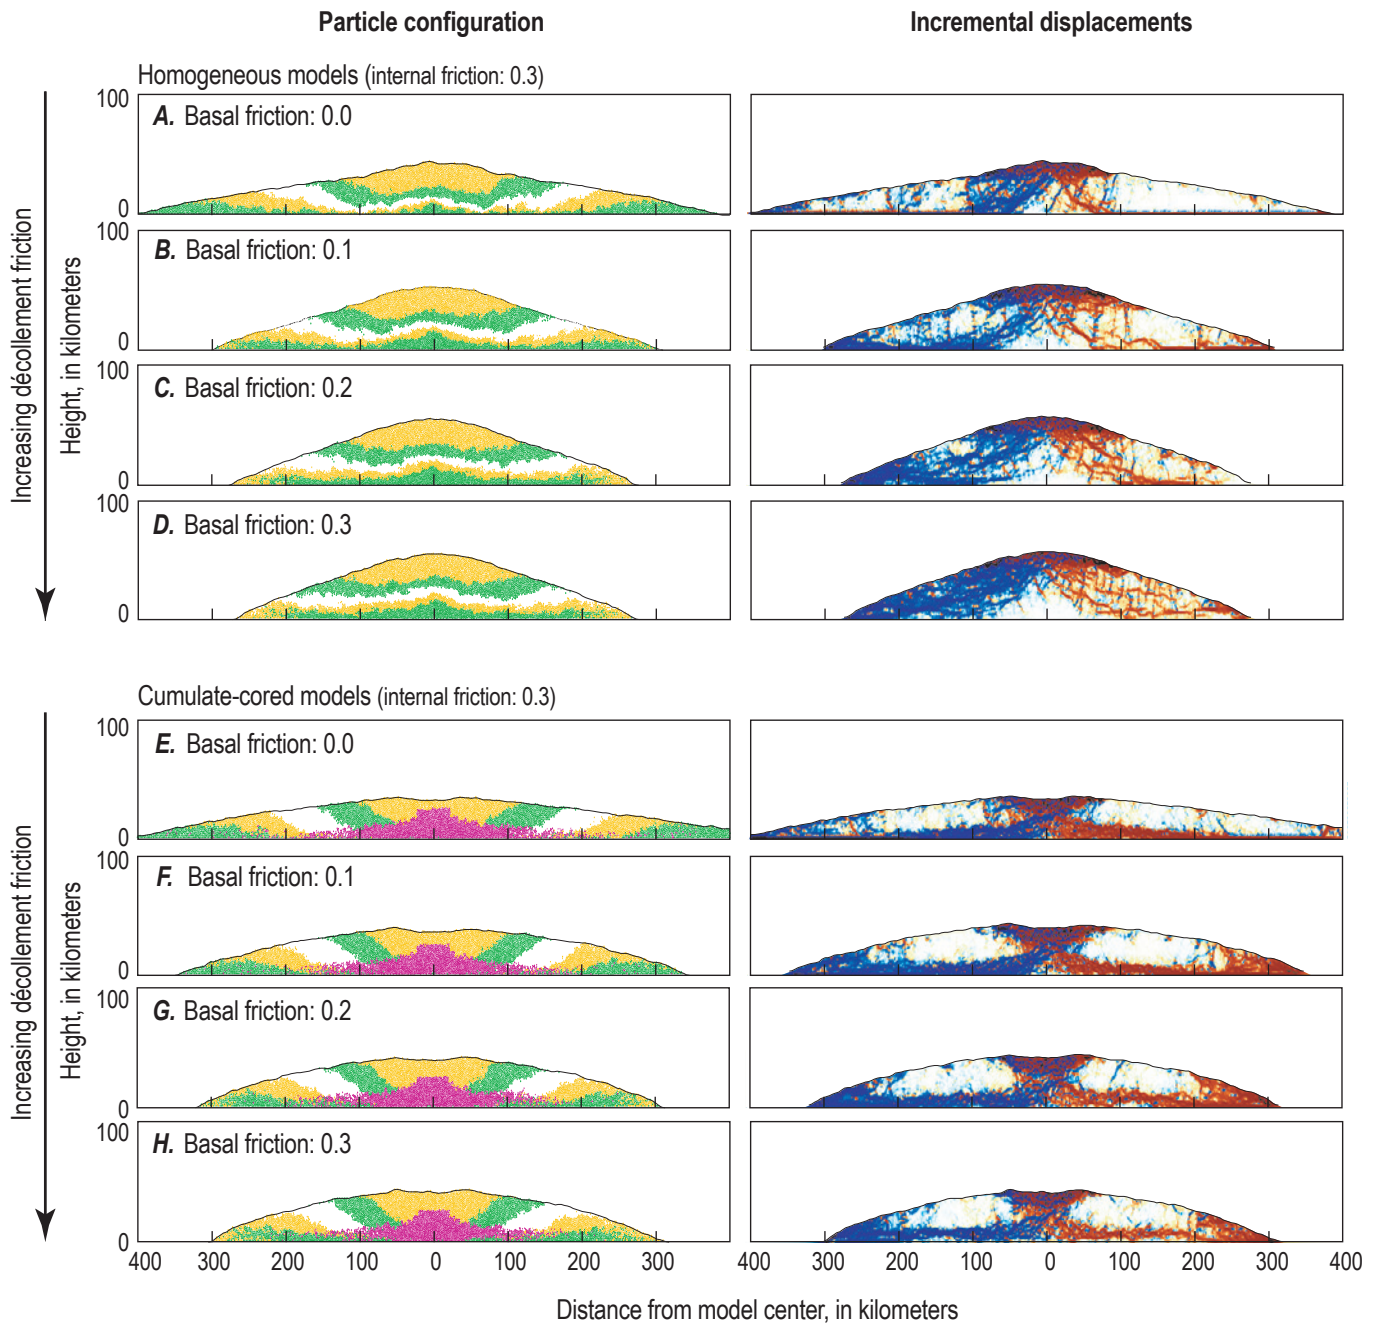 Particle configuration
Incremental displacements
Homogeneous models (internal friction: 0.3)
Increasing décollement friction
Height, in kilometers
100
A. Basal friction: 0.0
0
100
B. Basal friction: 0.1
0
100
C. Basal friction: 0.2
0
100
D. Basal friction: 0.3
0
Cumulate-cored models (internal friction: 0.3)
Increasing décollement friction
Height, in kilometers
100
E. Basal friction: 0.0
0
100
F. Basal friction: 0.1
0
100
G. Basal friction: 0.2
0
100
H. Basal friction: 0.3
0
400 300 200 100 0 100 200 300 400 300 200 100 0 100 200 300 400
Distance from model center, in kilometers